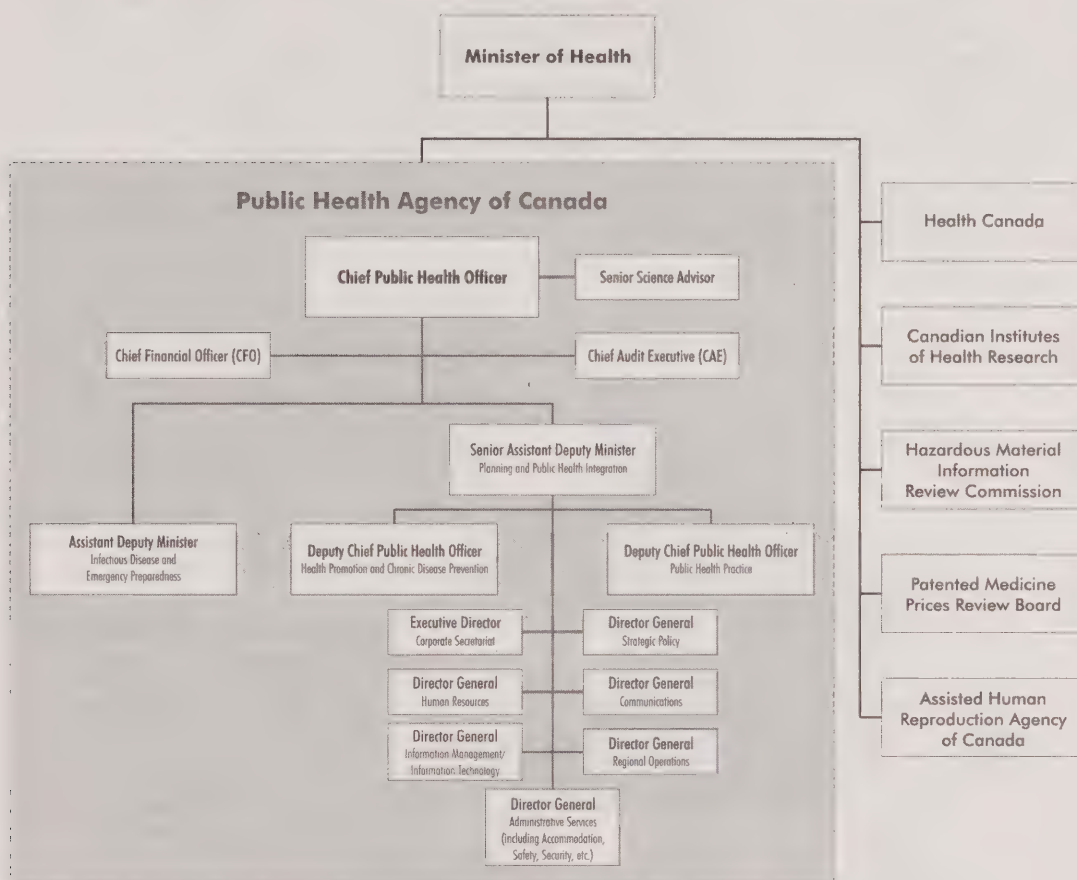 Minister of Health
Public Health Agency of Canada
Chief Public Health Officer
Senior Science Advisor
Chief Financial Officer (CFO)
Chief Audit Executive (CAE)
Senior Assistant Deputy Minister
Planning and Public Health Integration
Assistant Deputy Minister
Infectious Disease and
Emergency Preparedness
Deputy Chief Public Health Officer
Health Promotion and Chronic Disease Prevention
Deputy Chief Public Health Officer
Public Health Practice
Executive Director
Corporate Secretariat
Director General
Strategic Policy
Director General
Human Resources
Director General
Communications
Director General
Information Management/
Information Technology
Director General
Regional Operations
Director General
Administrative Services
(including Accommodation,
Safety, Security, etc.)
Health Canada
Canadian Institutes
of Health Research
Hazardous Material
Information
Review Commission
Patented Medicine
Prices Review Board
Assisted Human
Reproduction Agency
of Canada